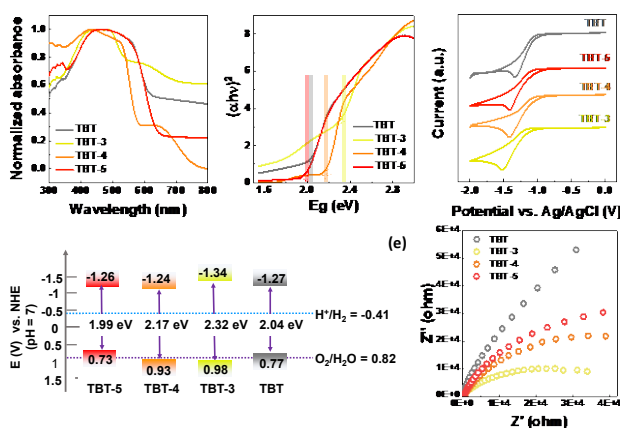 Normalized absorbance
1.0
0.8
0.6
0.4
0.2
0.0
TBT
TBT-3
TBT-4
TBT-5
300 400 500 600 700 800
Wavelength (nm)
(αhν)²
TBT
TBT-3
TBT-4
TBT-5
1.6 2.0 2.4 2.8
Eg (eV)
Current (a.u.)
TBT
TBT-5
TBT-4
TBT-3
-2.0 -1.5 -1.0 -0.5 0.0
Potential vs. Ag/AgCl (V)
E (V) vs. NHE
(pH = 7)
-1.5
-1
-0.5
0
0.5
1.0
1.5
-1.26 -1.24 -1.34 -1.27
H⁺/H₂ = -0.41
1.99 eV 2.17 eV 2.32 eV 2.04 eV
O₂/H₂O = 0.82
0.73 0.93 0.98 0.77
TBT-5 TBT-4 TBT-3 TBT
(e)
Z" (ohm)
6E+4
5E+4
4E+4
3E+4
2E+4
1E+4
TBT
TBT-3
TBT-4
TBT-5
1E+4 2E+4 3E+4 4E+4
Z' (ohm)